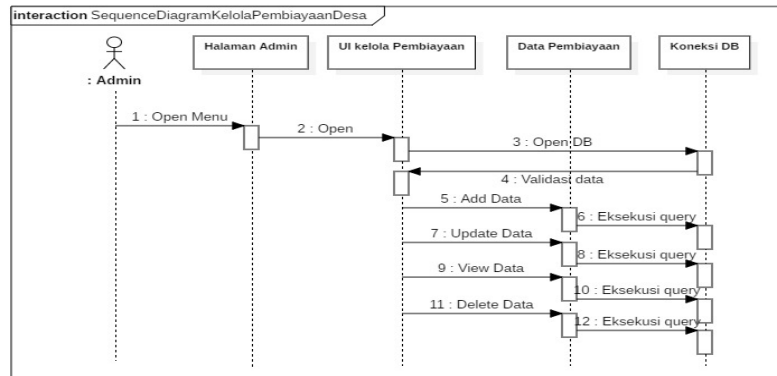 interaction SequenceDiagramKelolaPembiayaanDesa
: Admin
Halaman Admin
UI kelola Pembiayaan
Data Pembiayaan
Koneksi DB
1 : Open Menu
2 : Open
3 : Open DB
4 : Validasi data
5 : Add Data
6 : Eksekusi query
7 : Update Data
8 : Eksekusi query
9 : View Data
10 : Eksekusi query
11 : Delete Data
12 : Eksekusi query